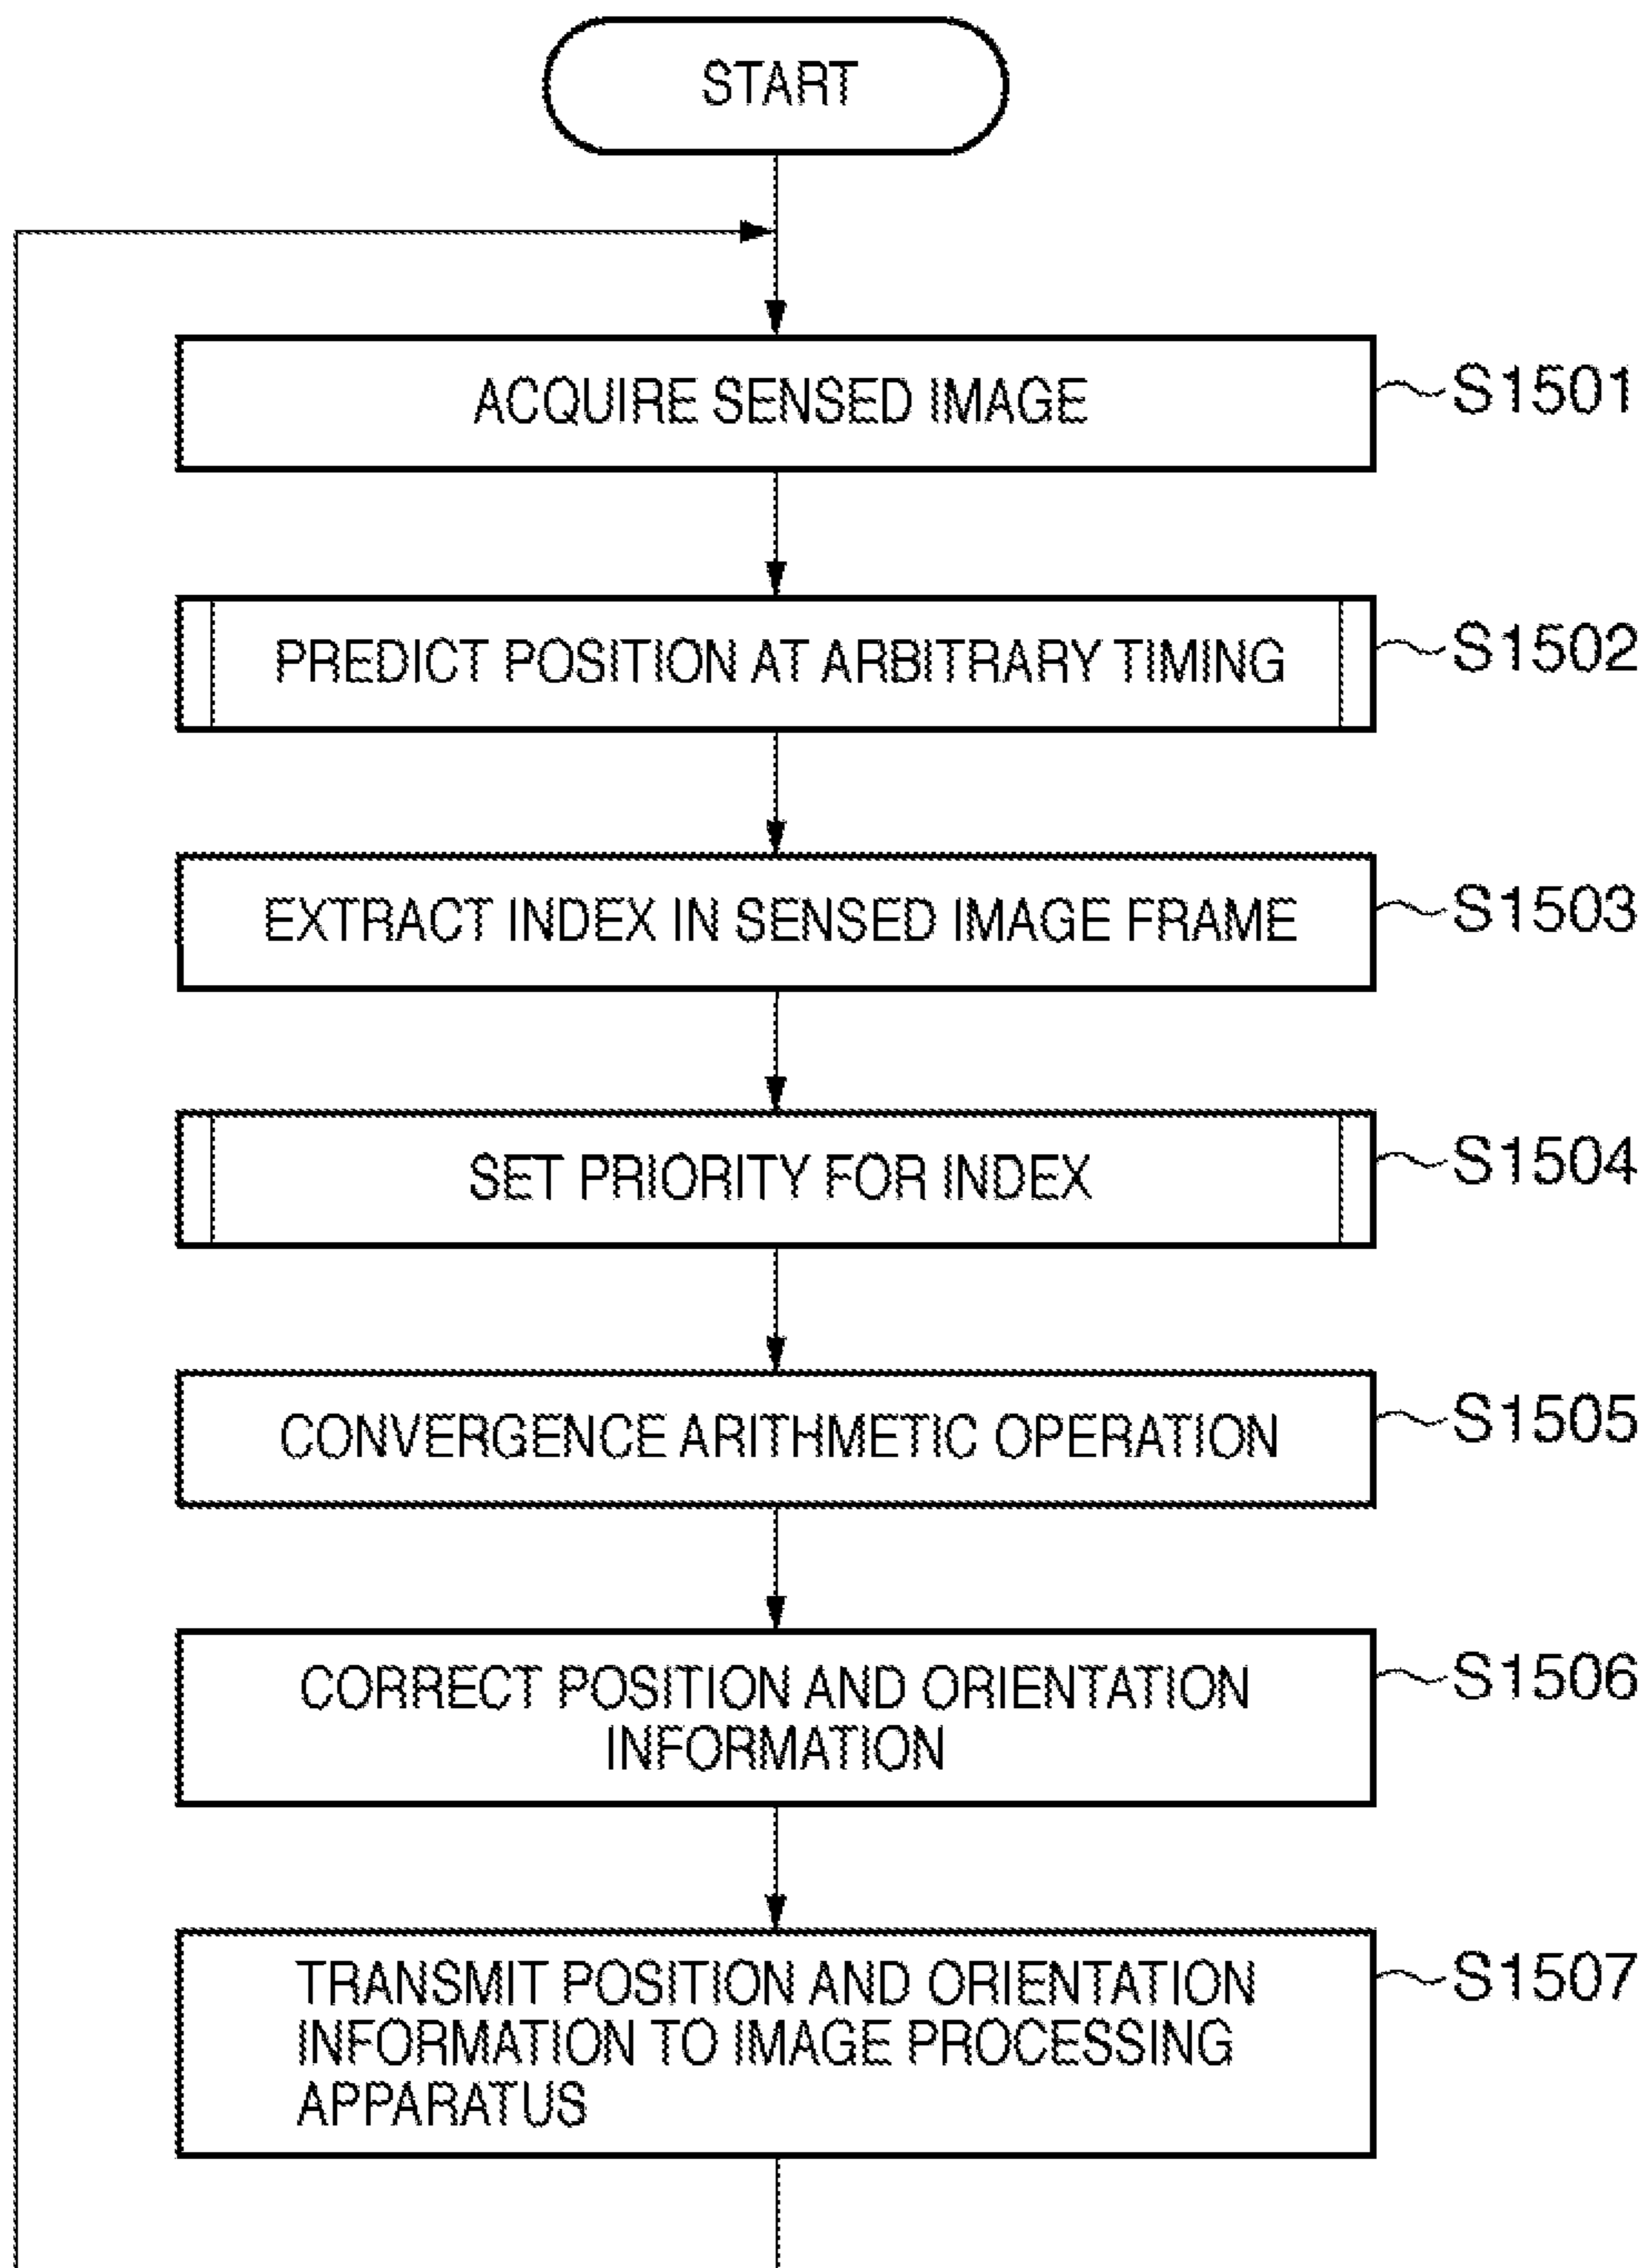 START
ACQUIRE SENSED IMAGE
S1501
PREDICT POSITION AT ARBITRARY TIMING
S1502
EXTRACT INDEX IN SENSED IMAGE FRAME
S1503
SET PRIORITY FOR INDEX
S1504
CONVERGENCE ARITHMETIC OPERATION
S1505
CORRECT POSITION AND ORIENTATION
INFORMATION
S1506
TRANSMIT POSITION AND ORIENTATION
INFORMATION TO IMAGE PROCESSING
APPARATUS
S1507